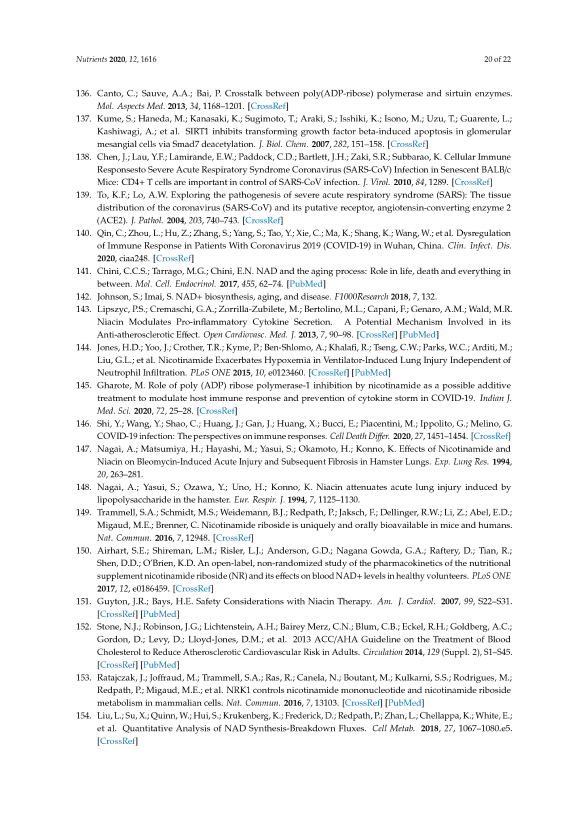 Nutrients 2020, 12, 1616
20 of 22
136. Canto, C.; Sauve, A.A.; Bai, P. Crosstalk between poly(ADP-ribose) polymerase and sirtuin enzymes.
Mol. Aspects Med. 2013, 34, 1168–1201. [CrossRef]
137. Kume, S.; Haneda, M.; Kanasaki, K.; Sugimoto, T.; Araki, S.; Isshiki, K.; Isono, M.; Uzu, T.; Guarente, L.;
Kashiwagi, A.; et al. SIRT1 inhibits transforming growth factor beta-induced apoptosis in glomerular
mesangial cells via Smad7 deacetylation. J. Biol. Chem. 2007, 282, 151–158. [CrossRef]
138. Chen, J.; Lau, Y.F.; Lamirande, E.W.; Paddock, C.D.; Bartlett, J.H.; Zaki, S.R.; Subbarao, K. Cellular Immune
Responsesto Severe Acute Respiratory Syndrome Coronavirus (SARS-CoV) Infection in Senescent BALB/c
Mice: CD4+ T cells are important in control of SARS-CoV infection. J. Virol. 2010, 84, 1289. [CrossRef]
139. To, K.F.; Lo, A.W. Exploring the pathogenesis of severe acute respiratory syndrome (SARS): The tissue
distribution of the coronavirus (SARS-CoV) and its putative receptor, angiotensin-converting enzyme 2
(ACE2). J. Pathol. 2004, 203, 740–743. [CrossRef]
140. Qin, C.; Zhou, L.; Hu, Z.; Zhang, S.; Yang, S.; Tao, Y.; Xie, C.; Ma, K.; Shang, K.; Wang, W.; et al. Dysregulation
of Immune Response in Patients With Coronavirus 2019 (COVID-19) in Wuhan, China. Clin. Infect. Dis.
2020, ciaa248. [CrossRef]
141. Chini, C.C.S.; Tarrago, M.G.; Chini, E.N. NAD and the aging process: Role in life, death and everything in
between. Mol. Cell. Endocrinol. 2017, 455, 62–74. [PubMed]
142. Johnson, S.; Imai, S. NAD+ biosynthesis, aging, and disease. F1000Research 2018, 7, 132.
143. Lipszyc, P.S.; Cremaschi, G.A.; Zorrilla-Zubilete, M.; Bertolino, M.L.; Capani, F.; Genaro, A.M.; Wald, M.R.
Niacin Modulates Pro-inflammatory Cytokine Secretion. A Potential Mechanism Involved in its
Anti-atherosclerotic Effect. Open Cardiovasc. Med. J. 2013, 7, 90–98. [CrossRef] [PubMed]
144. Jones, H.D.; Yoo, J.; Crother, T.R.; Kyme, P.; Ben-Shlomo, A.; Khalafi, R.; Tseng, C.W.; Parks, W.C.; Arditi, M.;
Liu, G.L.; et al. Nicotinamide Exacerbates Hypoxemia in Ventilator-Induced Lung Injury Independent of
Neutrophil Infiltration. PLoS ONE 2015, 10, e0123460. [CrossRef] [PubMed]
145. Gharote, M. Role of poly (ADP) ribose polymerase-1 inhibition by nicotinamide as a possible additive
treatment to modulate host immune response and prevention of cytokine storm in COVID-19. Indian J.
Med. Sci. 2020, 72, 25–28. [CrossRef]
146. Shi, Y.; Wang, Y.; Shao, C.; Huang, J.; Gan, J.; Huang, X.; Bucci, E.; Piacentini, M.; Ippolito, G.; Melino, G.
COVID-19 infection: The perspectives on immune responses. Cell Death Differ. 2020, 27, 1451–1454. [CrossRef]
147. Nagai, A.; Matsumiya, H.; Hayashi, M.; Yasui, S.; Okamoto, H.; Konno, K. Effects of Nicotinamide and
Niacin on Bleomycin-Induced Acute Injury and Subsequent Fibrosis in Hamster Lungs. Exp. Lung Res. 1994,
20, 263–281.
148. Nagai, A.; Yasui, S.; Ozawa, Y.; Uno, H.; Konno, K. Niacin attenuates acute lung injury induced by
lipopolysaccharide in the hamster. Eur. Respir. J. 1994, 7, 1125–1130.
149. Trammell, S.A.; Schmidt, M.S.; Weidemann, B.J.; Redpath, P.; Jaksch, F.; Dellinger, R.W.; Li, Z.; Abel, E.D.;
Migaud, M.E.; Brenner, C. Nicotinamide riboside is uniquely and orally bioavailable in mice and humans.
Nat. Commun. 2016, 7, 12948. [CrossRef]
150. Airhart, S.E.; Shireman, L.M.; Risler, L.J.; Anderson, G.D.; Nagana Gowda, G.A.; Raftery, D.; Tian, R.;
Shen, D.D.; O’Brien, K.D. An open-label, non-randomized study of the pharmacokinetics of the nutritional
supplement nicotinamide riboside (NR) and its effects on blood NAD+ levels in healthy volunteers. PLoS ONE
2017, 12, e0186459. [CrossRef]
151. Guyton, J.R.; Bays, H.E. Safety Considerations with Niacin Therapy. Am. J. Cardiol. 2007, 99, S22–S31.
[CrossRef] [PubMed]
152. Stone, N.J.; Robinson, J.G.; Lichtenstein, A.H.; Bairey Merz, C.N.; Blum, C.B.; Eckel, R.H.; Goldberg, A.C.;
Gordon, D.; Levy, D.; Lloyd-Jones, D.M.; et al. 2013 ACC/AHA Guideline on the Treatment of Blood
Cholesterol to Reduce Atherosclerotic Cardiovascular Risk in Adults. Circulation 2014, 129 (Suppl. 2), S1–S45.
[CrossRef] [PubMed]
153. Ratajczak, J.; Joffraud, M.; Trammell, S.A.; Ras, R.; Canela, N.; Boutant, M.; Kulkarni, S.S.; Rodrigues, M.;
Redpath, P.; Migaud, M.E.; et al. NRK1 controls nicotinamide mononucleotide and nicotinamide riboside
metabolism in mammalian cells. Nat. Commun. 2016, 7, 13103. [CrossRef] [PubMed]
154. Liu, L.; Su, X.; Quinn, W.; Hui, S.; Krukenberg, K.; Frederick, D.; Redpath, P.; Zhan, L.; Chellappa, K.; White, E.;
et al. Quantitative Analysis of NAD Synthesis-Breakdown Fluxes. Cell Metab. 2018, 27, 1067–1080.e5.
[CrossRef]